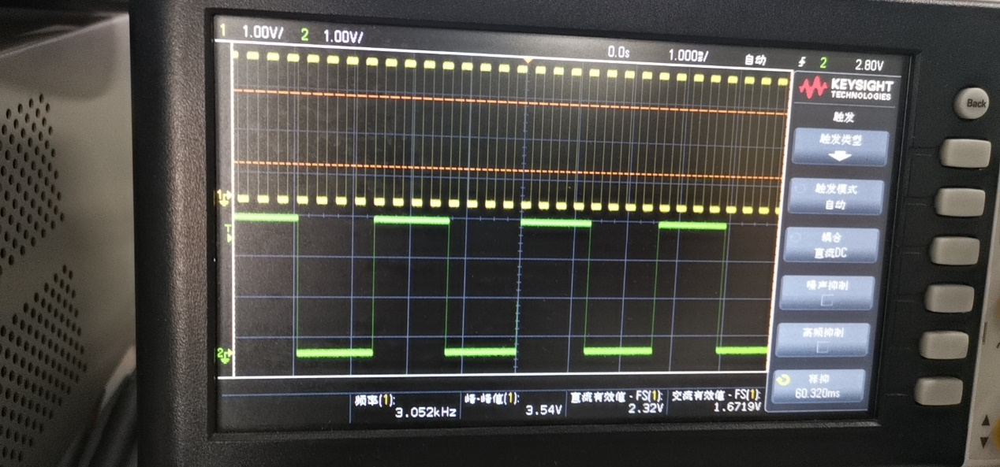 1 1.00V/ 2 1.00V/ 0.0s 1.000ms/ 自动 2 2.80V
KEYSIGHT
TECHNOLOGIES
触发
触发类型
触发模式
自动
耦合
直流DC
噪声抑制
高频抑制
释抑
60.320ms
Back
1
T
2
频率(1):
3.052kHz
峰-峰值(1):
3.54V
直流有效值 - FS(1):
2.32V
交流有效值 - FS(1):
1.6719V